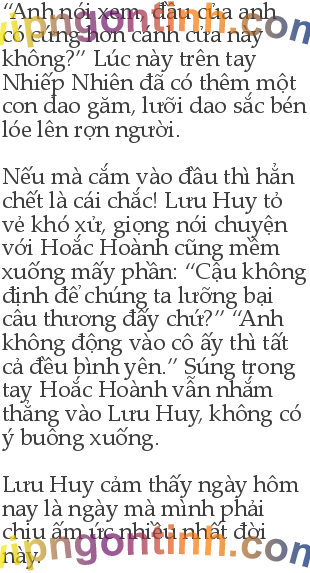 “Anh nói xem, đầu của anh
có cứng hơn cánh cửa này
không?” Lúc này trên tay
Nhiếp Nhiên đã có thêm một
con dao găm, lưỡi dao sắc bén
lóe lên rợn người.
Nếu mà cắm vào đầu thì hẳn
chết là cái chắc! Lưu Huy tỏ
vẻ khó xử, giọng nói chuyện
với Hoắc Hoành cũng mềm
xuống mấy phần: “Cậu không
định để chúng ta lưỡng bại
câu thương đấy chứ?” “Anh
không động vào cô ấy thì tất
cả đều bình yên.” Súng trong
tay Hoắc Hoành vẫn nhắm
thẳng vào Lưu Huy, không có
ý buông xuống.
Lưu Huy cảm thấy ngày hôm
nay là ngày mà mình phải
chịu ấm ức nhiều nhất đời
này.
vipngontinh.com
vipngontinh.com